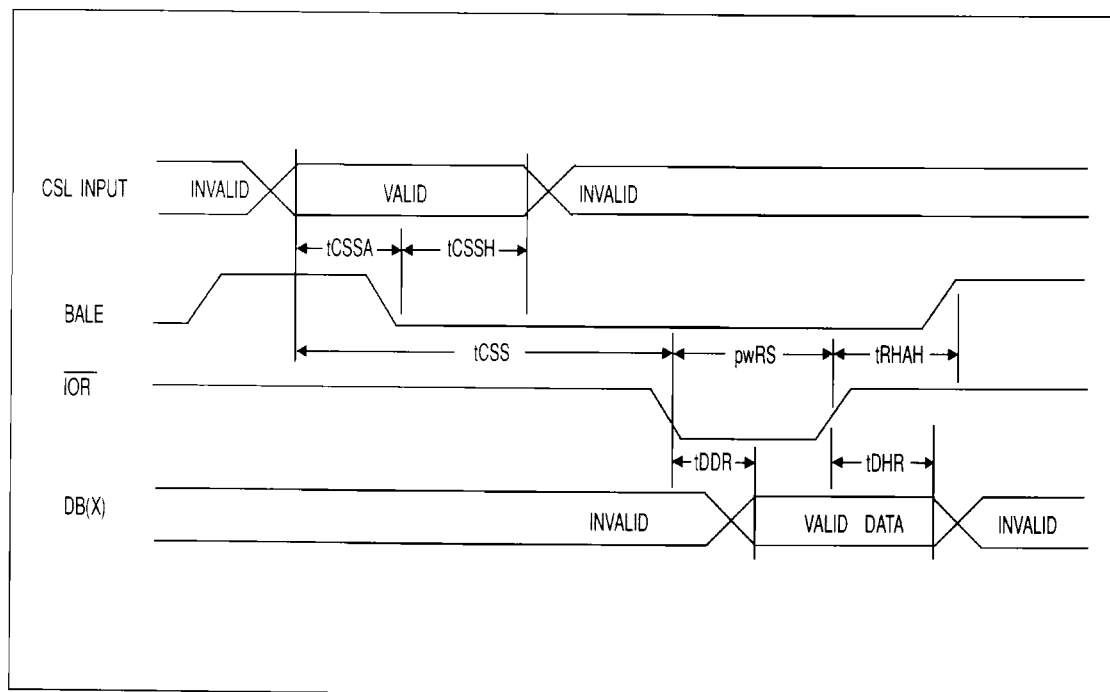 CSL INPUT INVALID VALID INVALID
tCSSA tCSSH
BALE
tCSS pwRS tRHAH
IOR
tDDR tDHR
DB(X) INVALID VALID DATA INVALID